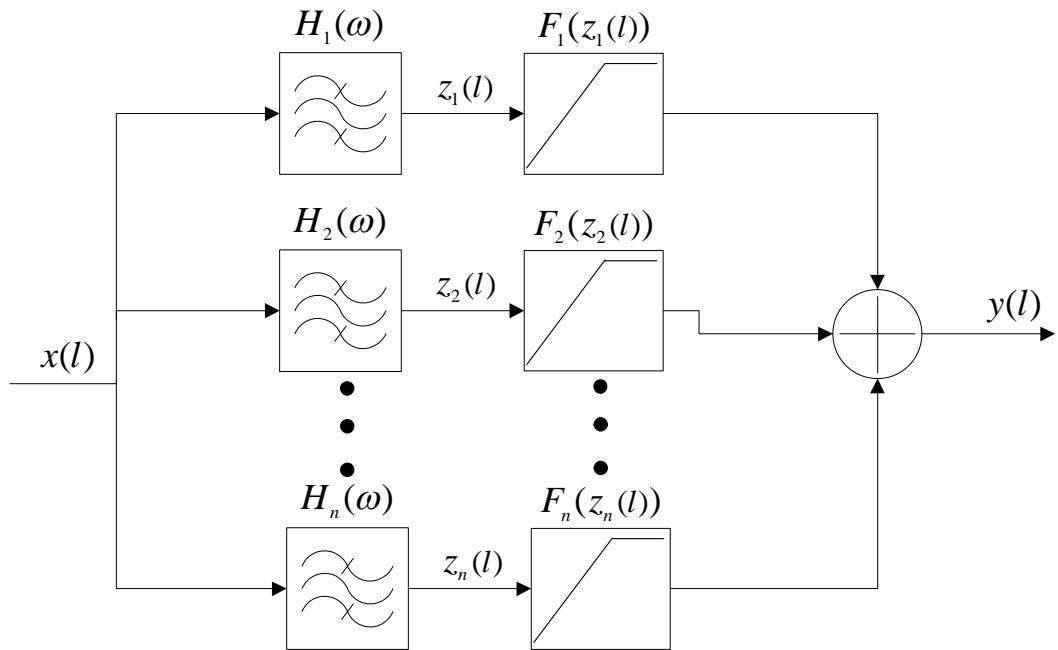 H₁(ω) F₁(z₁(l))
z₁(l)
H₂(ω) F₂(z₂(l))
z₂(l) y(l)
x(l)
Hₙ(ω) Fₙ(zₙ(l))
zₙ(l)